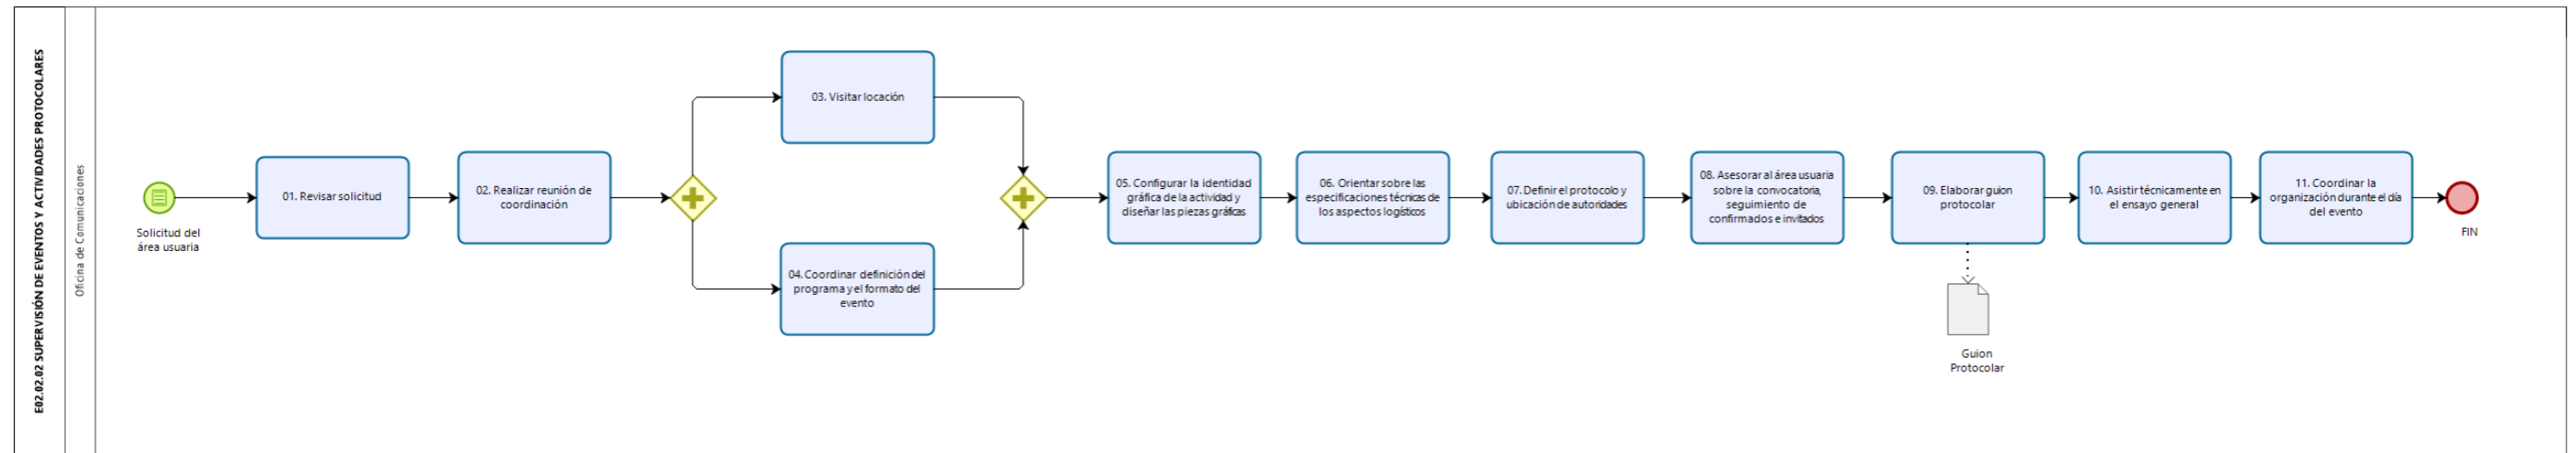 E02.02.02 SUPERVISIÓN DE EVENTOS Y ACTIVIDADES PROTOCOLARES
Oficina de Comunicaciones
Solicitud del
área usuaria
01. Revisar solicitud
02. Realizar reunión de
coordinación
03. Visitar locación
04. Coordinar definición del
programa y el formato del
evento
05. Configurar la identidad
gráfica de la actividad y
diseñar las piezas gráficas
06. Orientar sobre las
especificaciones técnicas de
los aspectos logísticos
07. Definir el protocolo y
ubicación de autoridades
08. Asesorar al área usuaria
sobre la convocatoria,
seguimiento de
confirmados e invitados
09. Elaborar guion
protocolar
Guion
Protocolar
10. Asistir técnicamente en
el ensayo general
11. Coordinar la
organización durante el día
del evento
FIN